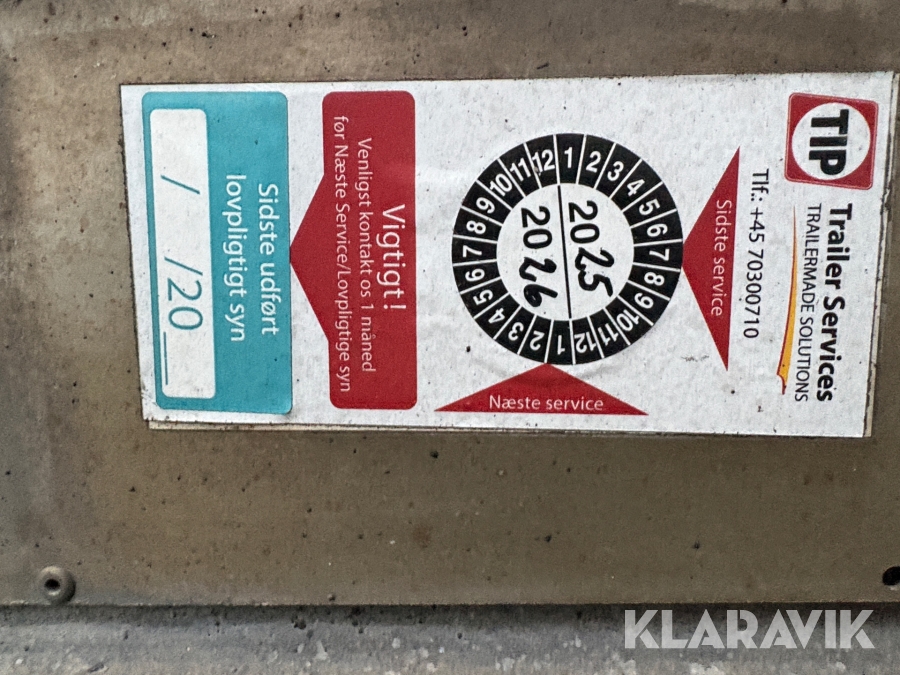 TIP
Trailer Services
TRAILERMADE SOLUTIONS
Tlf.: +45 70300710
Sidste service
1 2 3 4 5 6 7 8 9 10 11 12
2025
2026
1 2 3 4 5 6 7 8 9 10 11 12
Næste service
Vigtigt!
Venligst kontakt os 1 måned
før Næste Service/Lovpligtige syn
Sidste udført
lovpligtigt syn
/ /20__
KLARAVIK